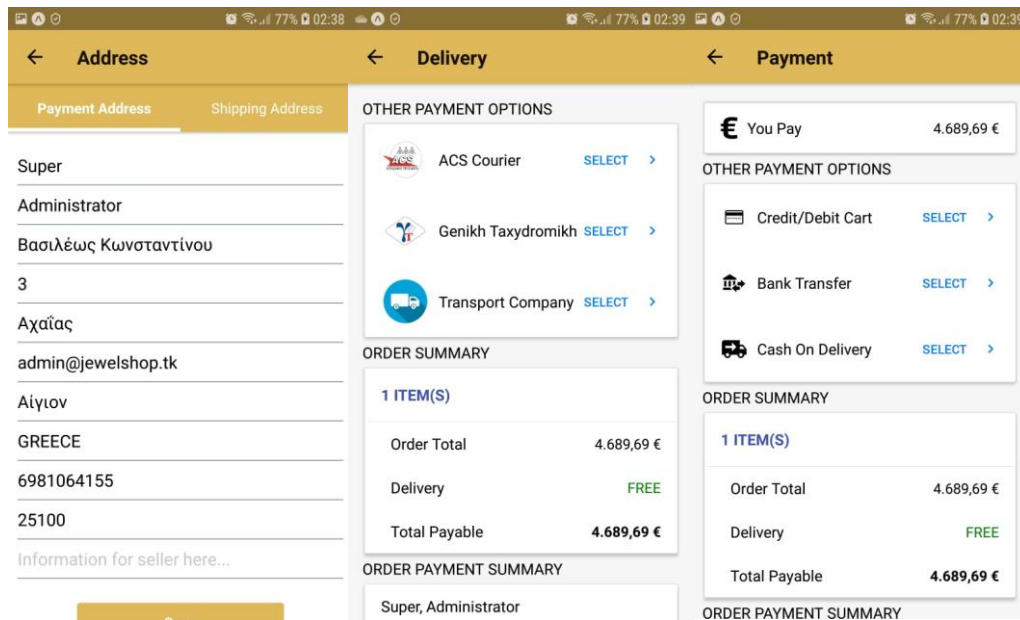 77% 02:38
Address
Payment Address Shipping Address
Super
Administrator
Βασιλέως Κωνσταντίνου
3
Αχαΐας
admin@jewelshop.tk
Αίγιον
GREECE
6981064155
25100
Information for seller here...
77% 02:39
Delivery
OTHER PAYMENT OPTIONS
ACS
ACS Courier SELECT >
Genikh Taxydromikh SELECT >
Transport Company SELECT >
ORDER SUMMARY
1 ITEM(S)
Order Total 4.689,69 €
Delivery FREE
Total Payable 4.689,69 €
ORDER PAYMENT SUMMARY
Super, Administrator
77% 02:39
Payment
€ You Pay 4.689,69 €
OTHER PAYMENT OPTIONS
Credit/Debit Cart SELECT >
Bank Transfer SELECT >
Cash On Delivery SELECT >
ORDER SUMMARY
1 ITEM(S)
Order Total 4.689,69 €
Delivery FREE
Total Payable 4.689,69 €
ORDER PAYMENT SUMMARY